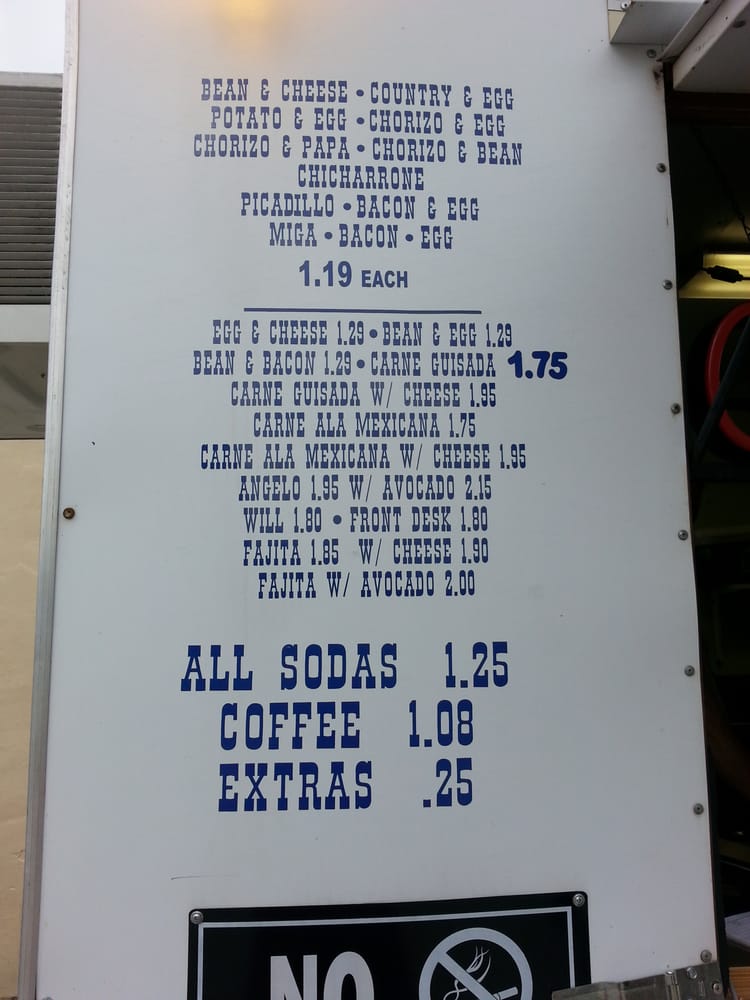 BEAN & CHEESE • COUNTRY & EGG
POTATO & EGG • CHORIZO & EGG
CHORIZO & PAPA • CHORIZO & BEAN
CHICHARRONE
PICADILLO • BACON & EGG
MIGA • BACON • EGG
1.19 EACH
EGG & CHEESE 1.29 • BEAN & EGG 1.29
BEAN & BACON 1.29 • CARNE GUISADA 1.75
CARNE GUISADA W/ CHEESE 1.95
CARNE ALA MEXICANA 1.75
CARNE ALA MEXICANA W/ CHEESE 1.95
ANGELO 1.95 W/ AVOCADO 2.15
WILL 1.80 • FRONT DESK 1.80
FAJITA 1.85 W/ CHEESE 1.90
FAJITA W/ AVOCADO 2.00
ALL SODAS 1.25
COFFEE 1.08
EXTRAS .25
NO